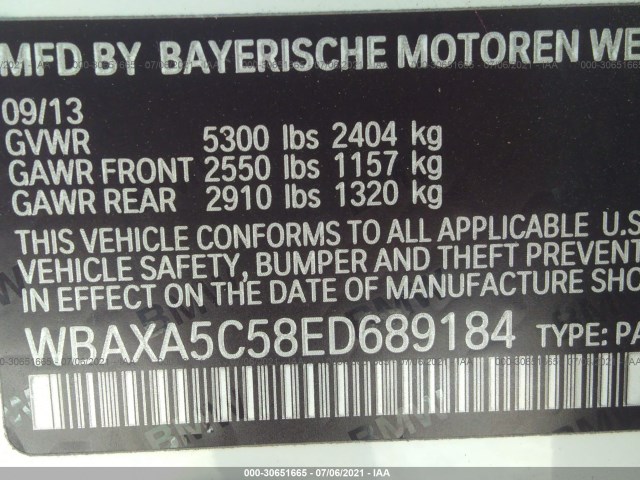 MFD BY BAYERISCHE MOTOREN WE
09/13
GVWR 5300 lbs 2404 kg
GAWR FRONT 2550 lbs 1157 kg
GAWR REAR 2910 lbs 1320 kg
THIS VEHICLE CONFORMS TO ALL APPLICABLE U.S
VEHICLE SAFETY, BUMPER AND THEFT PREVENT
IN EFFECT ON THE DATE OF MANUFACTURE SHO
WBAXA5C58ED689184 TYPE: PA
000-30651665 - 07/06/2021 - IAA